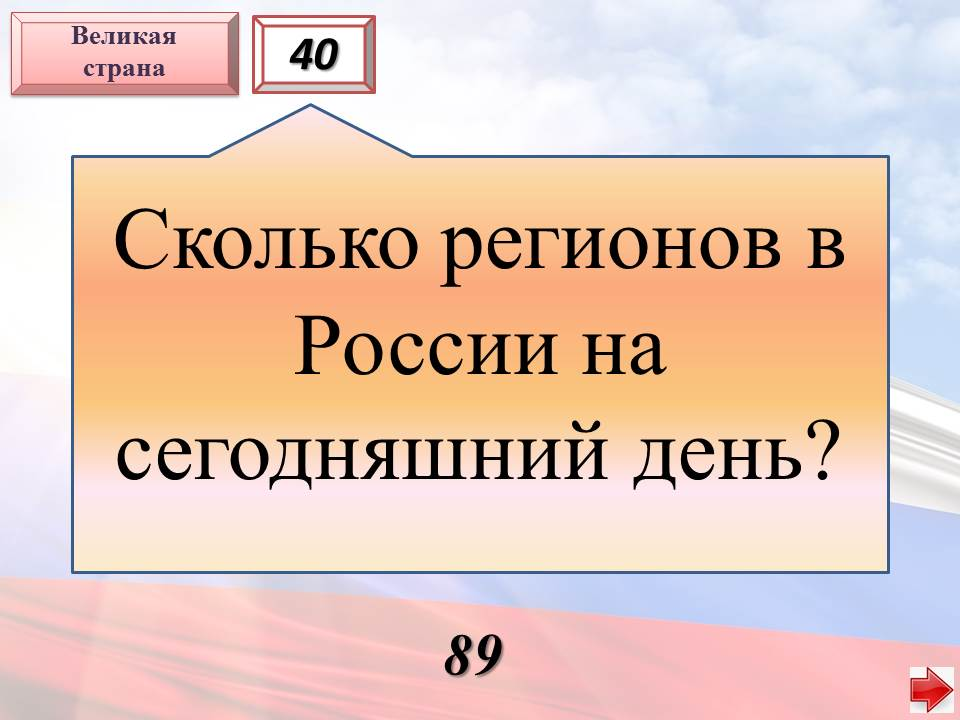 Великая
страна
40
Сколько регионов в
России на
сегодняшний день?
89